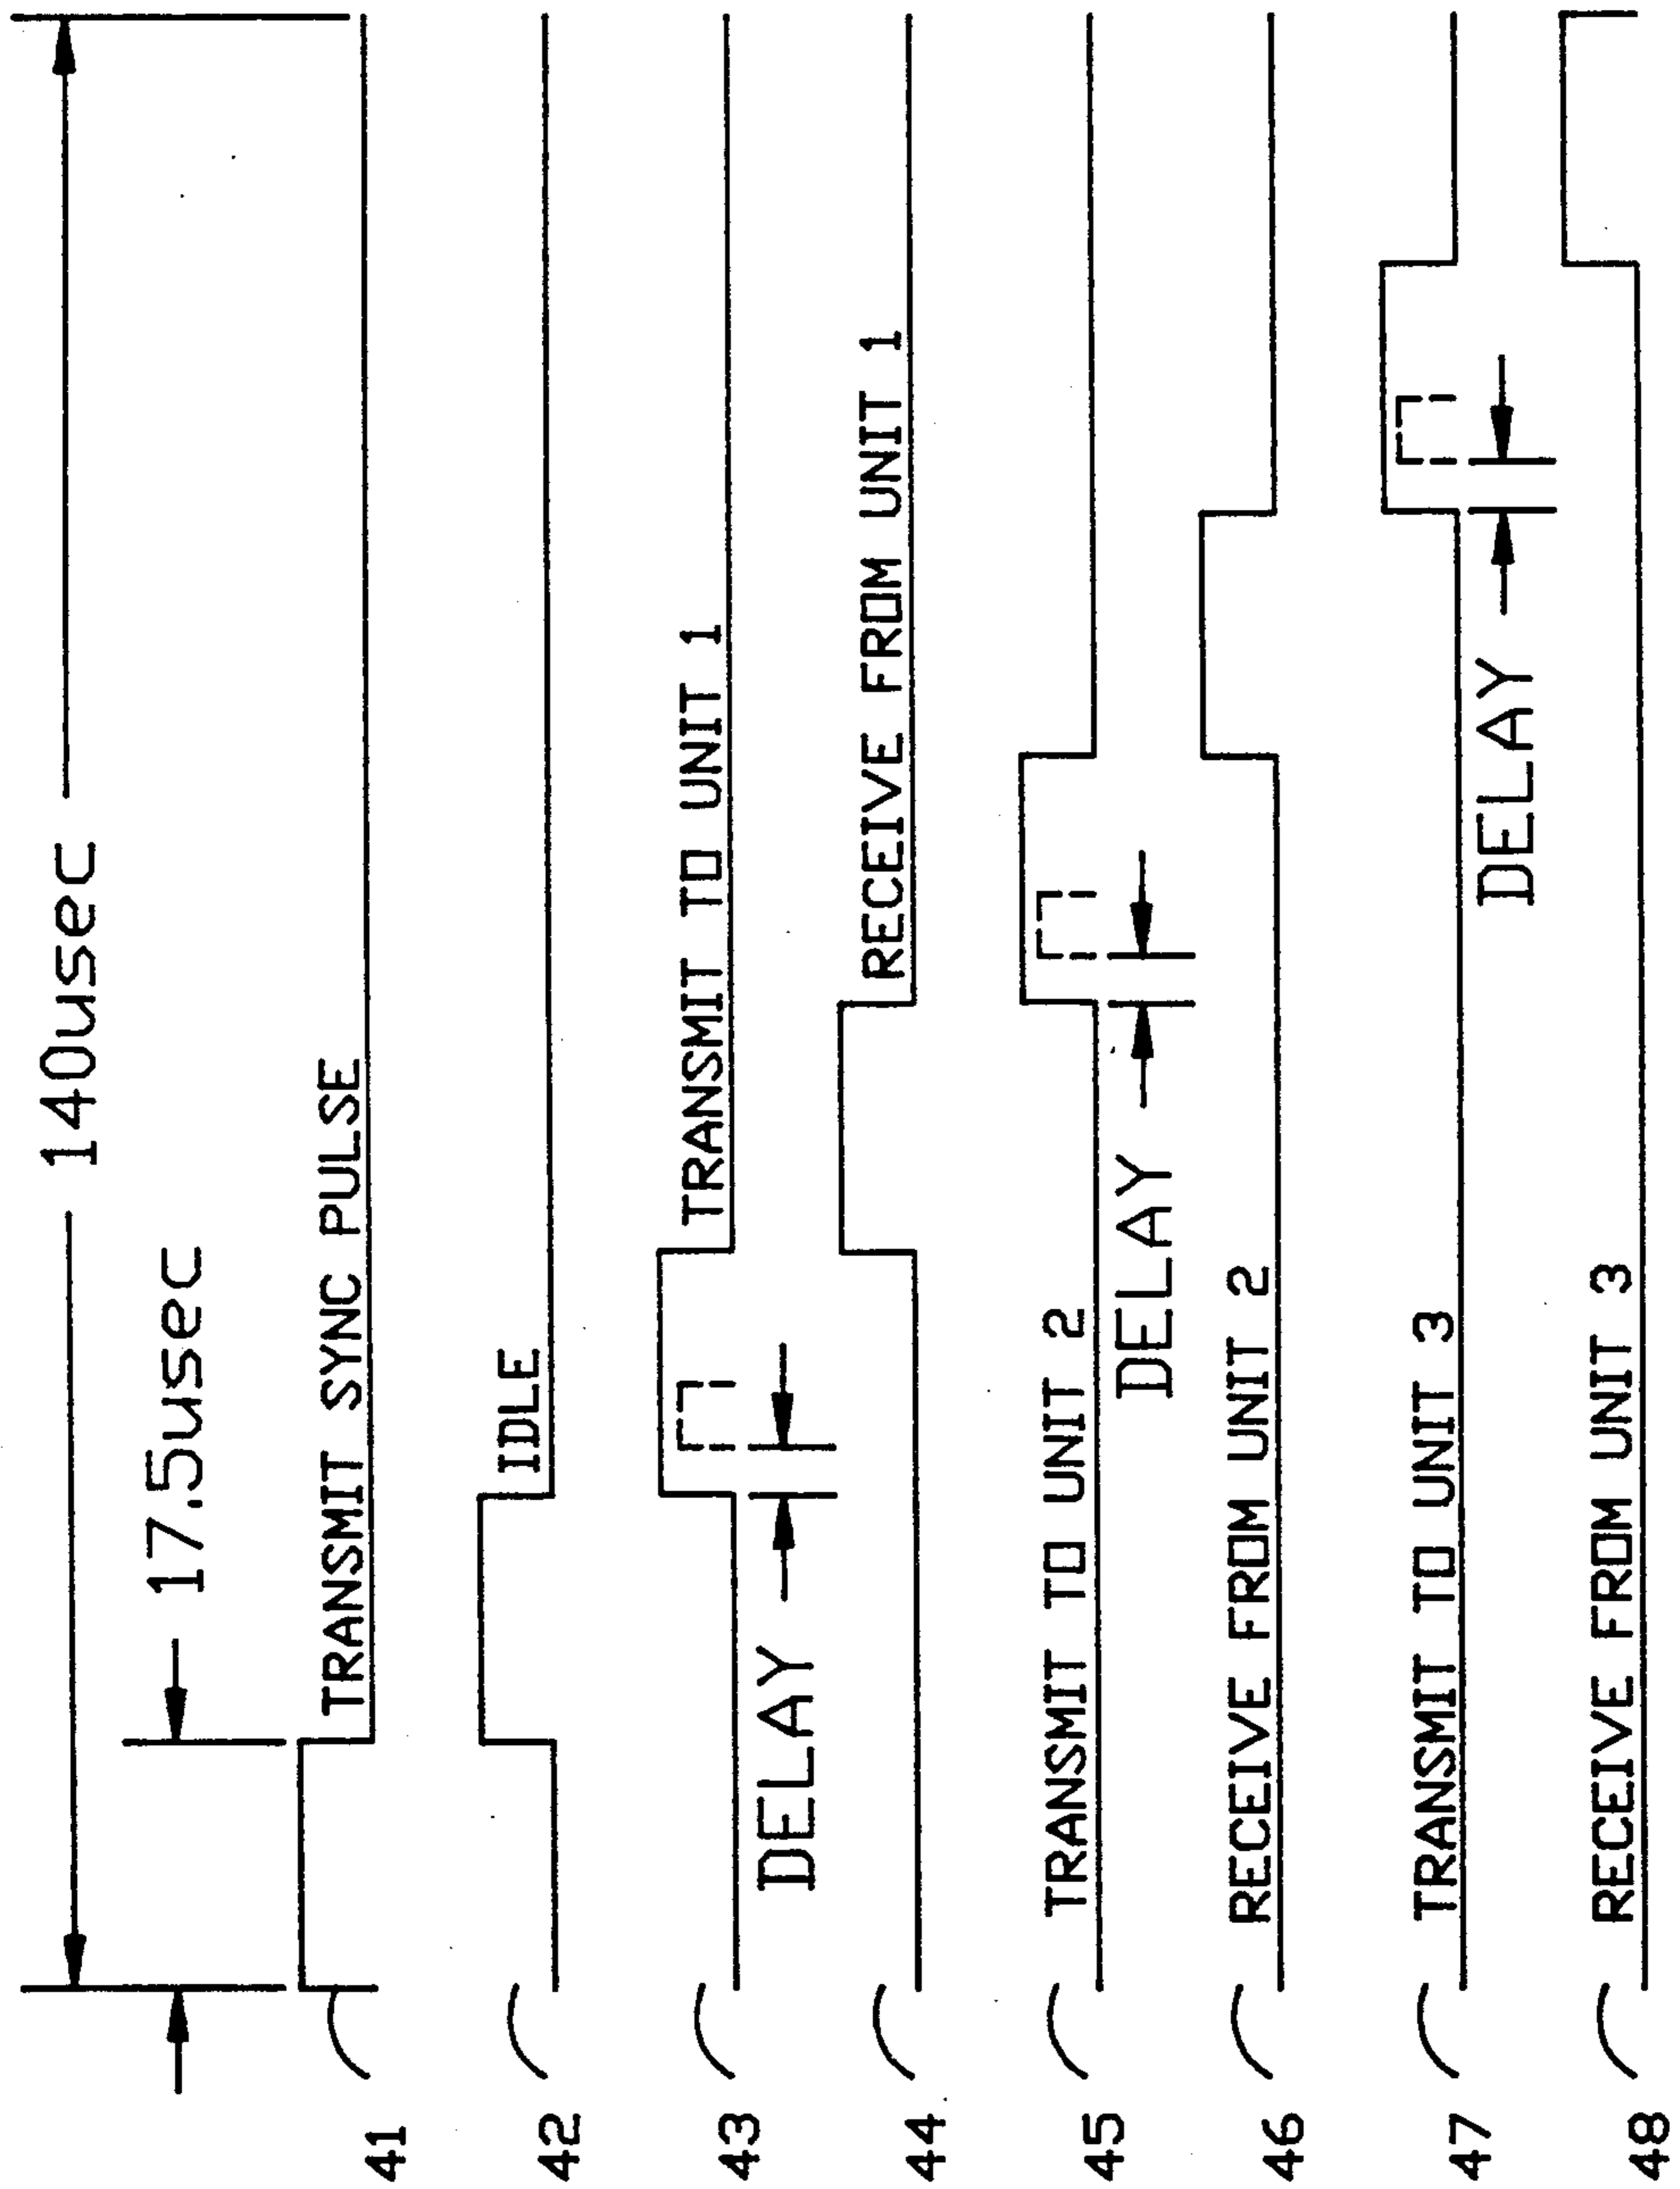 140usec
17.5usec
41
TRANSMIT SYNC PULSE
42
IDLE
43
TRANSMIT TO UNIT 1
DELAY
44
RECEIVE FROM UNIT 1
45
TRANSMIT TO UNIT 2
DELAY
46
RECEIVE FROM UNIT 2
47
TRANSMIT TO UNIT 3
DELAY
48
RECEIVE FROM UNIT 3